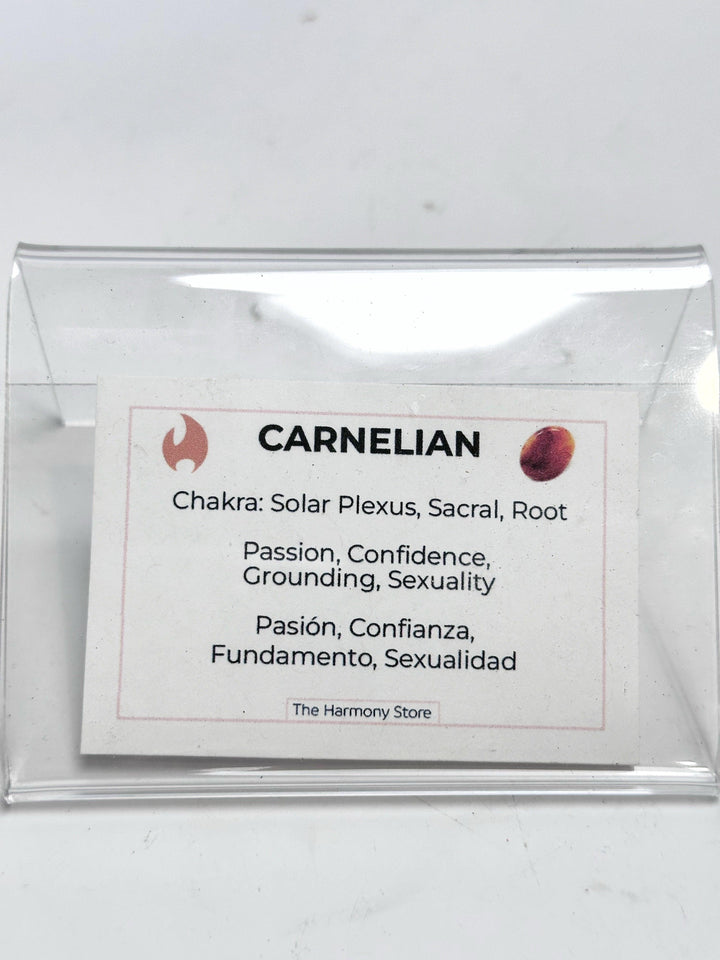 CARNELIAN
Chakra: Solar Plexus, Sacral, Root
Passion, Confidence,
Grounding, Sexuality
Pasión, Confianza,
Fundamento, Sexualidad
The Harmony Store